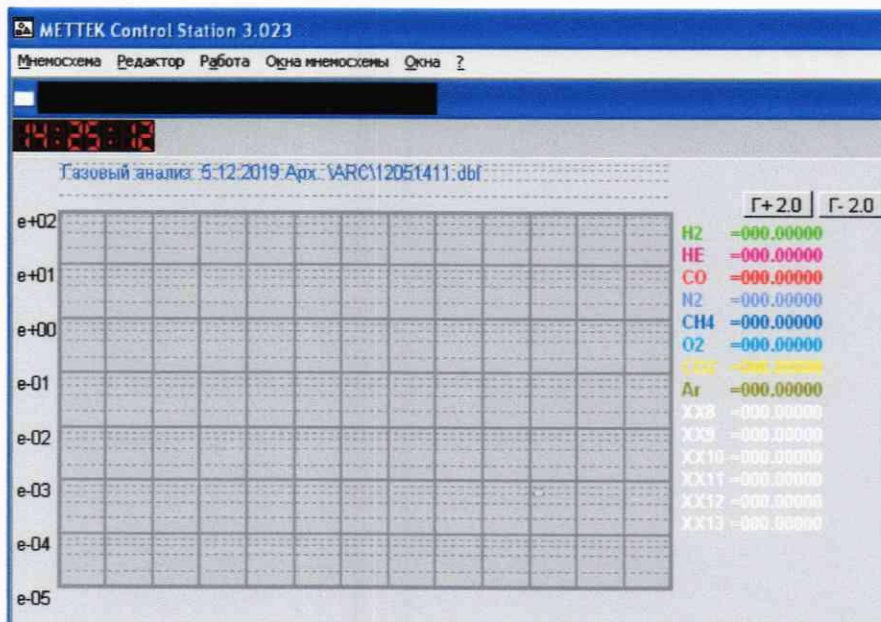 METTEK Control Station 3.023
Мнемосхема Редактор Работа Окна мнемосхемы Окна ?
14:25:12
Газовый анализ 5.12.2019 Арх. \ARC\12051411.dbf
Г+ 2.0 Г- 2.0
e+02
e+01
e+00
e-01
e-02
e-03
e-04
e-05
H2 =000.00000
HE =000.00000
CO =000.00000
N2 =000.00000
CH4 =000.00000
O2 =000.00000
CO2 =000.00000
Ar =000.00000
XX8 =000.00000
XX9 =000.00000
XX10 =000.00000
XX11 =000.00000
XX12 =000.00000
XX13 =000.00000